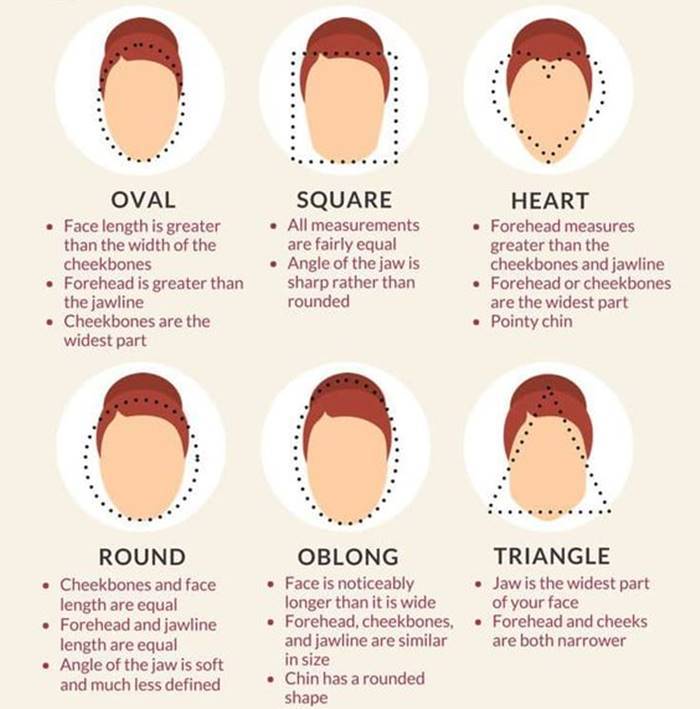 OVAL
• Face length is greater
than the width of the
cheekbones
• Forehead is greater than
the jawline
• Cheekbones are the
widest part
SQUARE
• All measurements
are fairly equal
• Angle of the jaw is
sharp rather than
rounded
HEART
• Forehead measures
greater than the
cheekbones and jawline
• Forehead or cheekbones
are the widest part
• Pointy chin
ROUND
• Cheekbones and face
length are equal
• Forehead and jawline
length are equal
• Angle of the jaw is soft
and much less defined
OBLONG
• Face is noticeably
longer than it is wide
• Forehead, cheekbones,
and jawline are similar
in size
• Chin has a rounded
shape
TRIANGLE
• Jaw is the widest part
of your face
• Forehead and cheeks
are both narrower